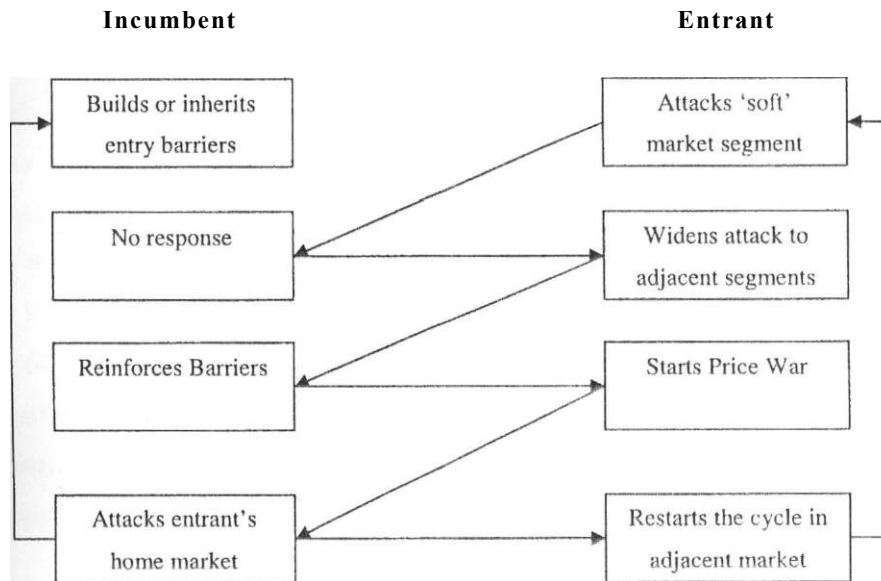 Incumbent
Entrant
Builds or inherits
entry barriers
Attacks ‘soft’
market segment
No response
Widens attack to
adjacent segments
Reinforces Barriers
Starts Price War
Attacks entrant's
home market
Restarts the cycle in
adjacent market